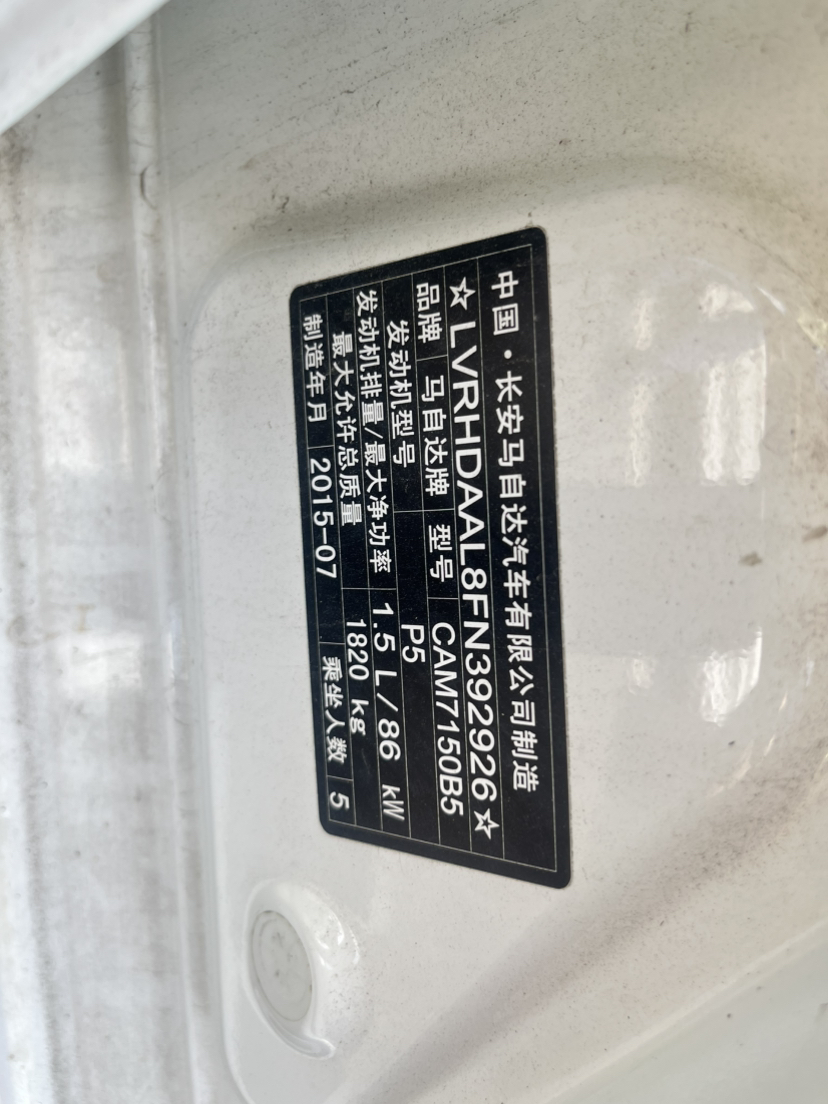 中国·长安马自达汽车有限公司制造
☆LVRHDAAL8FN392926☆
品牌 马自达牌 型号 CAM7150B5
发动机型号 P5
发动机排量/最大净功率 1.5 L/86 kW
最大允许总质量 1820 kg
制造年月 2015-07 乘坐人数 5